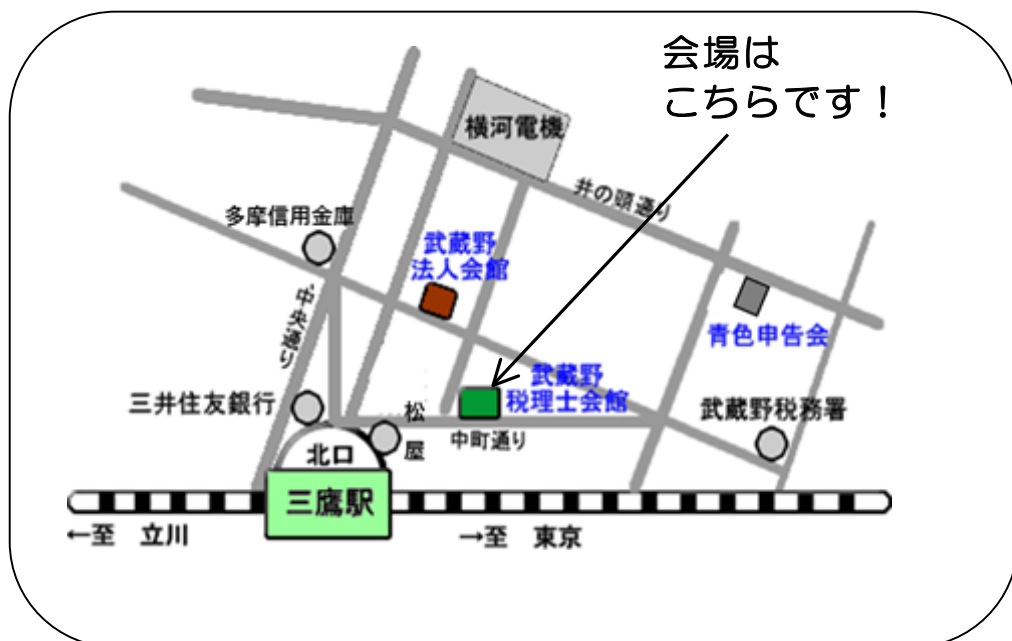 会場は
こちらです！
横河電機
井の頭通り
多摩信用金庫
武蔵野
法人会館
中央通り
青色申告会
武蔵野
税理士会館
三井住友銀行
松屋
中町通り
武蔵野税務署
北口
三鷹駅
←至　立川
→至　東京